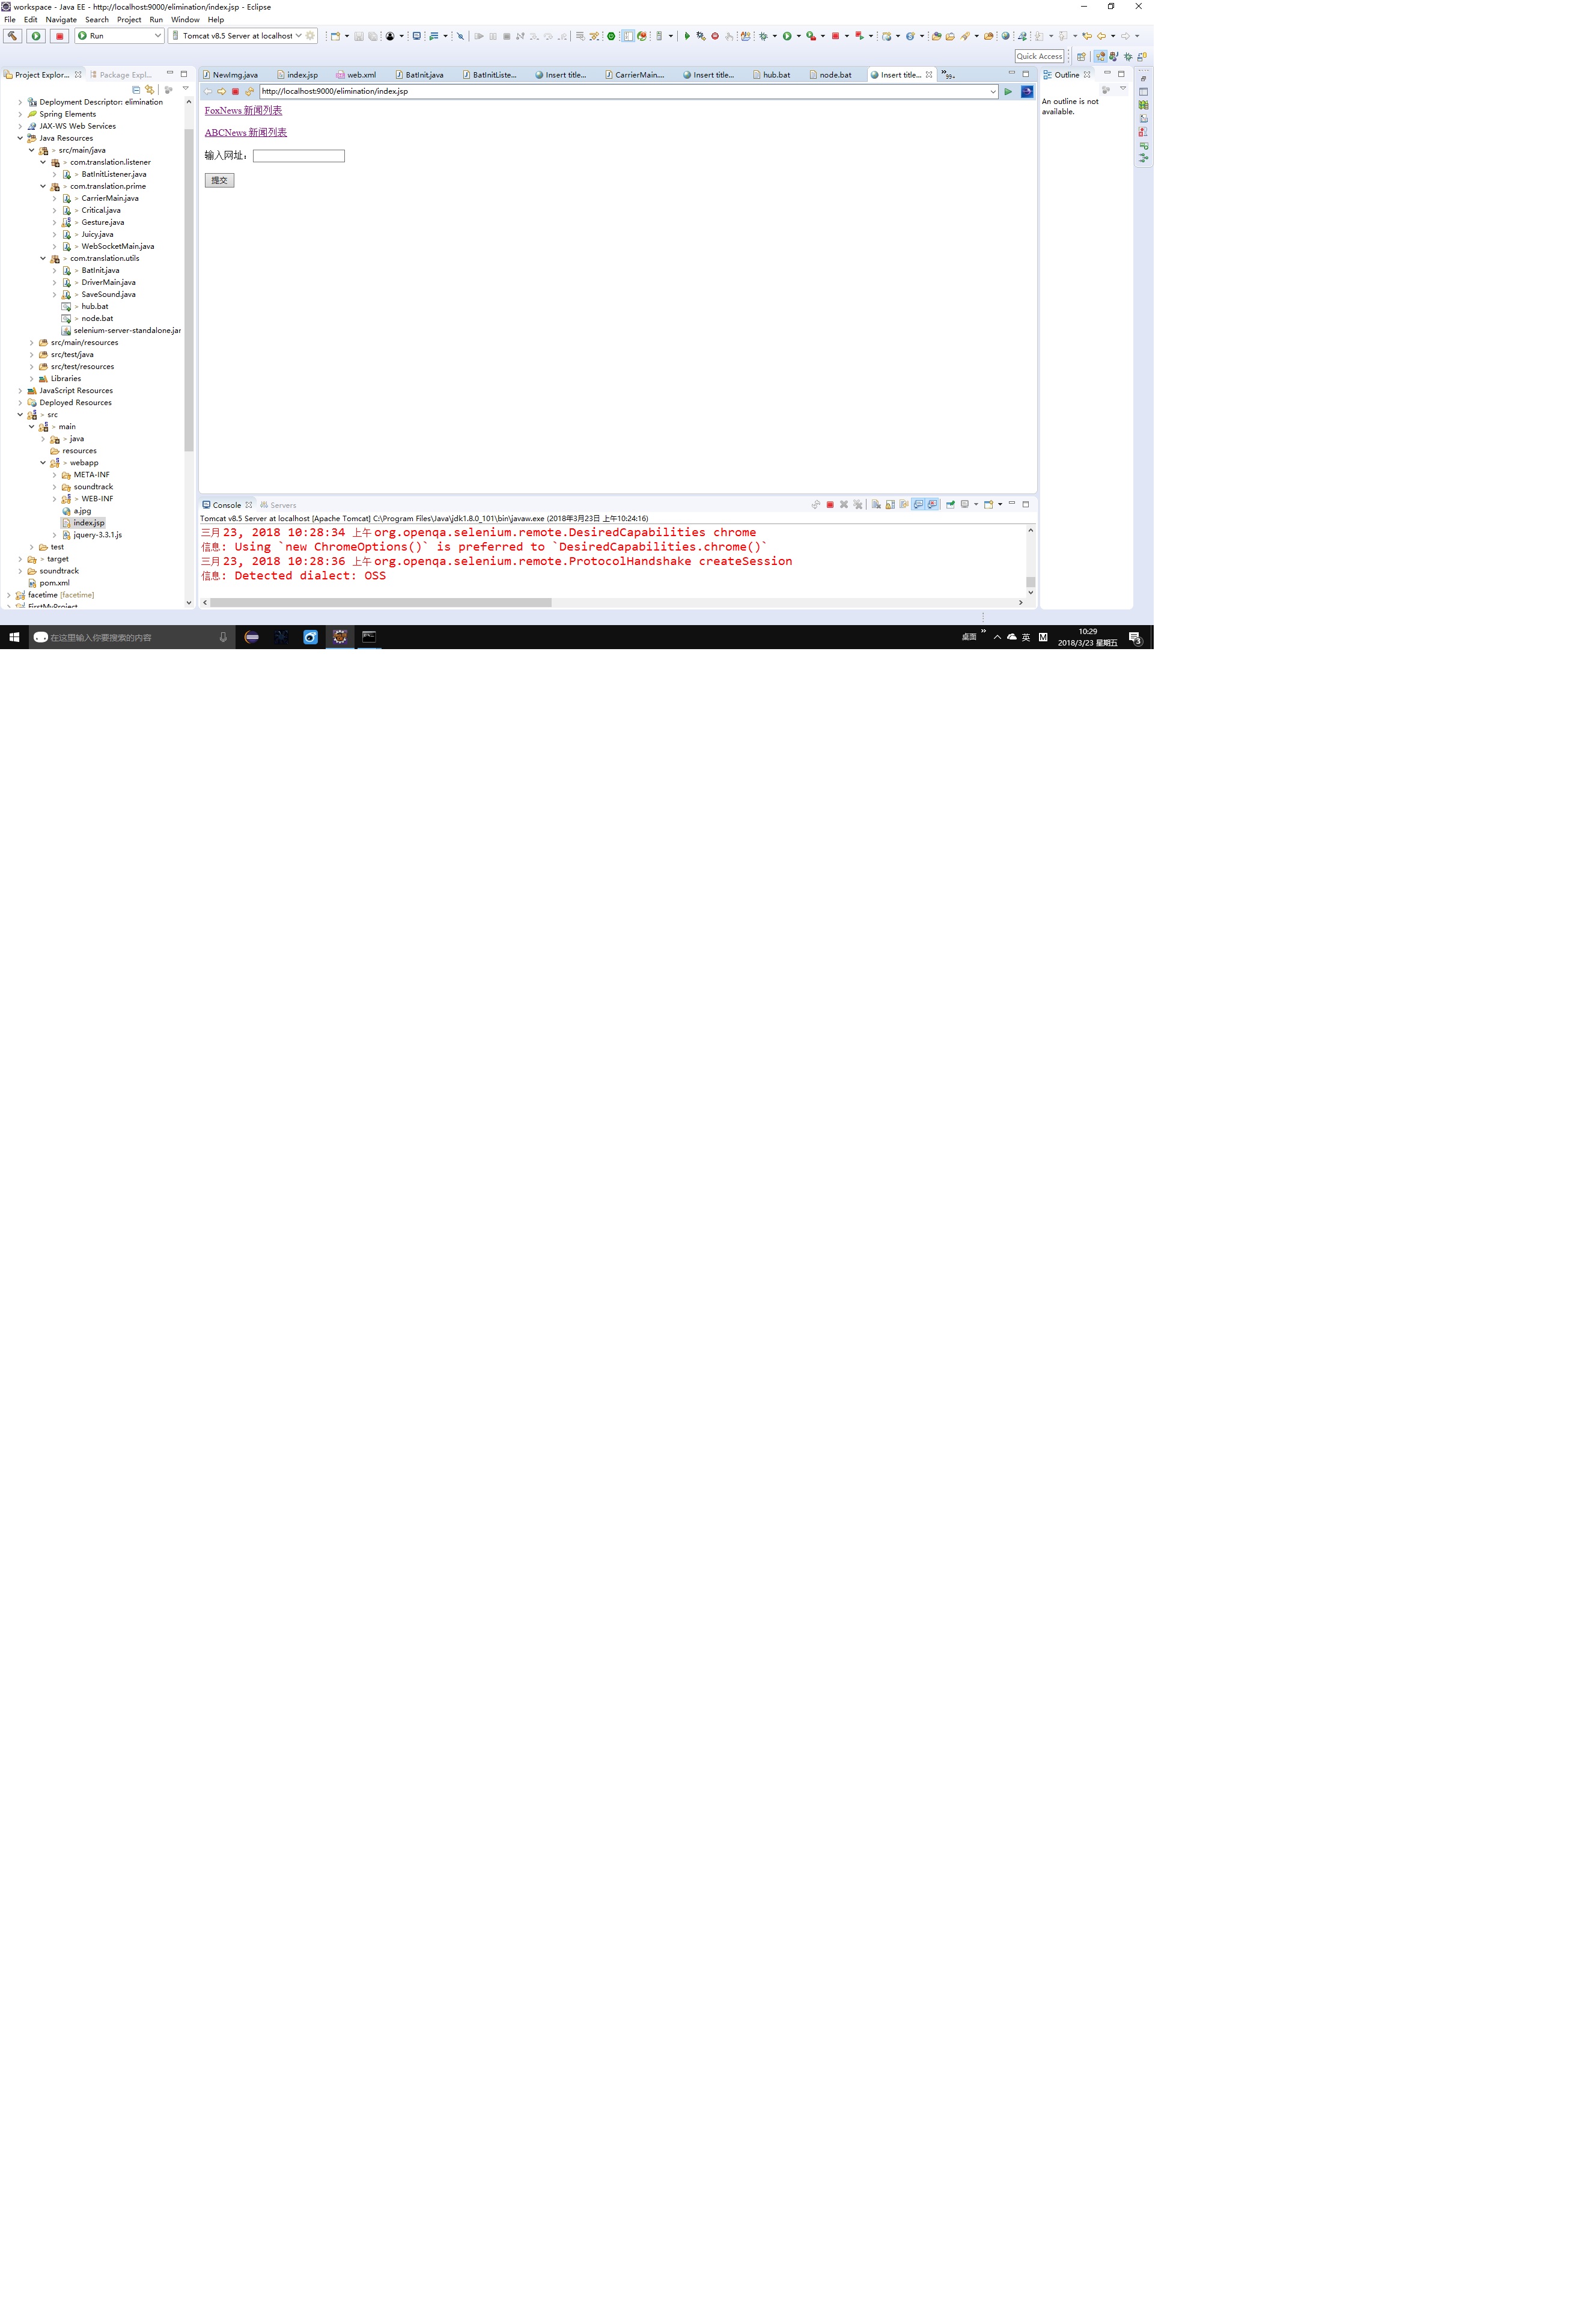 workspace - Java EE - http://localhost:9000/elimination/index.jsp - Eclipse
File Edit Navigate Search Project Run Window Help
Run Tomcat v8.5 Server at localhost
Quick Access
Project Explor... Package Expl...
Deployment Descriptor: elimination
Spring Elements
JAX-WS Web Services
Java Resources
> src/main/java
> com.translation.listener
> BatInitListener.java
> com.translation.prime
> CarrierMain.java
> Critical.java
> Gesture.java
> Juicy.java
> WebSocketMain.java
> com.translation.utils
> BatInit.java
> DriverMain.java
> SaveSound.java
> hub.bat
> node.bat
selenium-server-standalone.jar
src/main/resources
src/test/java
src/test/resources
Libraries
JavaScript Resources
Deployed Resources
> src
> main
> java
resources
> webapp
META-INF
soundtrack
> WEB-INF
a.jpg
index.jsp
jquery-3.3.1.js
test
> target
soundtrack
pom.xml
facetime [facetime]
FirstMyProject
NewImg.java index.jsp web.xml BatInit.java BatInitListe... Insert title... CarrierMain.... Insert title... hub.bat node.bat Insert title... »99+
http://localhost:9000/elimination/index.jsp
FoxNews 新闻列表
ABCNews 新闻列表
输入网址：
提交
Outline
An outline is not
available.
Console Servers
Tomcat v8.5 Server at localhost [Apache Tomcat] C:\Program Files\Java\jdk1.8.0_101\bin\javaw.exe (2018年3月23日 上午10:24:16)
三月 23, 2018 10:28:34 上午 org.openqa.selenium.remote.DesiredCapabilities chrome
信息: Using `new ChromeOptions()` is preferred to `DesiredCapabilities.chrome()`
三月 23, 2018 10:28:36 上午 org.openqa.selenium.remote.ProtocolHandshake createSession
信息: Detected dialect: OSS
在这里输入你要搜索的内容
桌面 » 英 M
10:29
2018/3/23 星期五
3